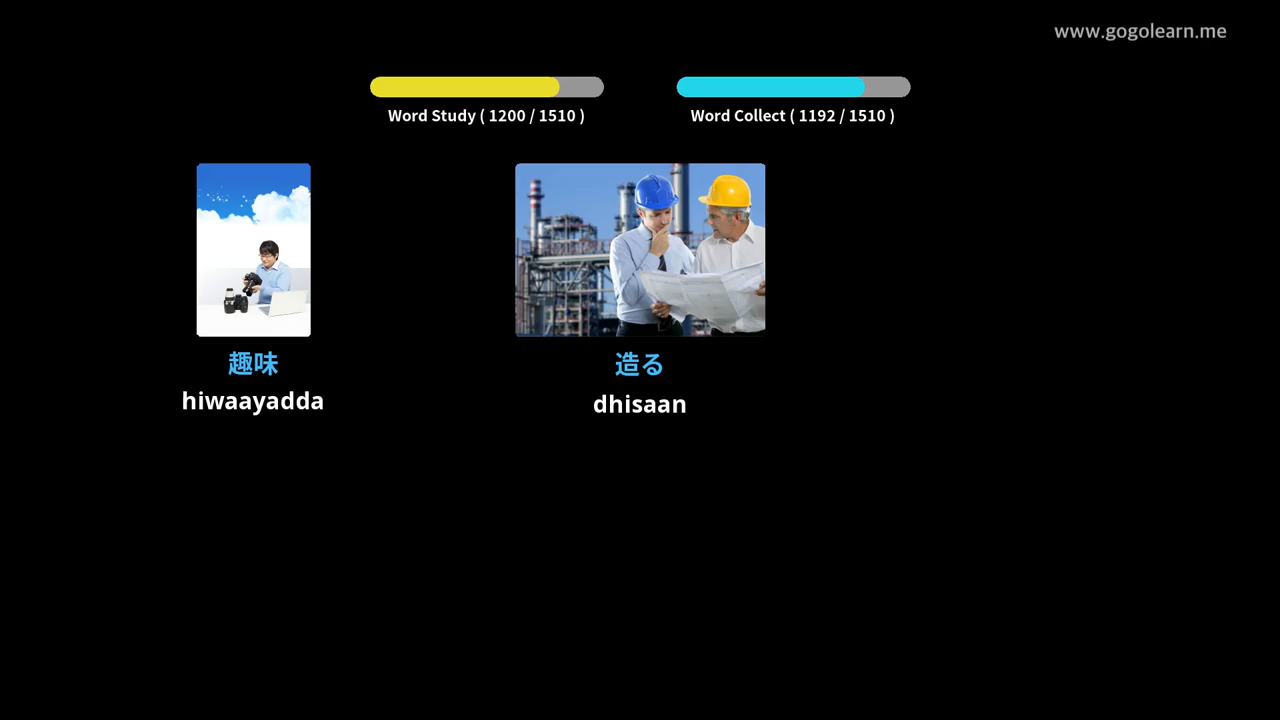 www.gogolearn.me
Word Study ( 1200 / 1510 )
Word Collect ( 1192 / 1510 )
趣味
hiwaayadda
造る
dhisaan